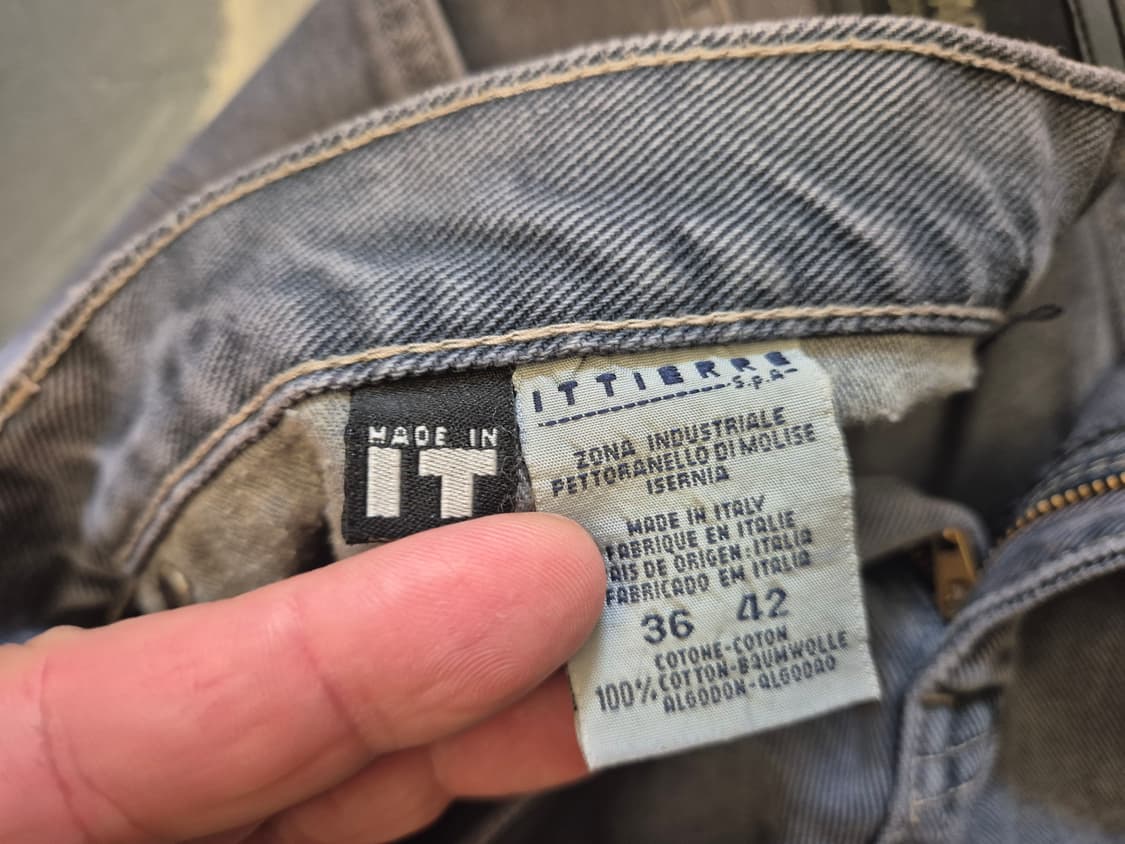 MADE IN
IT
ITTIERRE
S.P.A.
ZONA INDUSTRIALE
PETTORANELLO DI MOLISE
ISERNIA
MADE IN ITALY
FABRIQUE EN ITALIE
AIS DE ORIGEN:ITALIA
FABRICADO EM ITALIA
36 42
COTONE-COTON
100% COTTON-BAUMWOLLE
ALGODON-ALGODAO